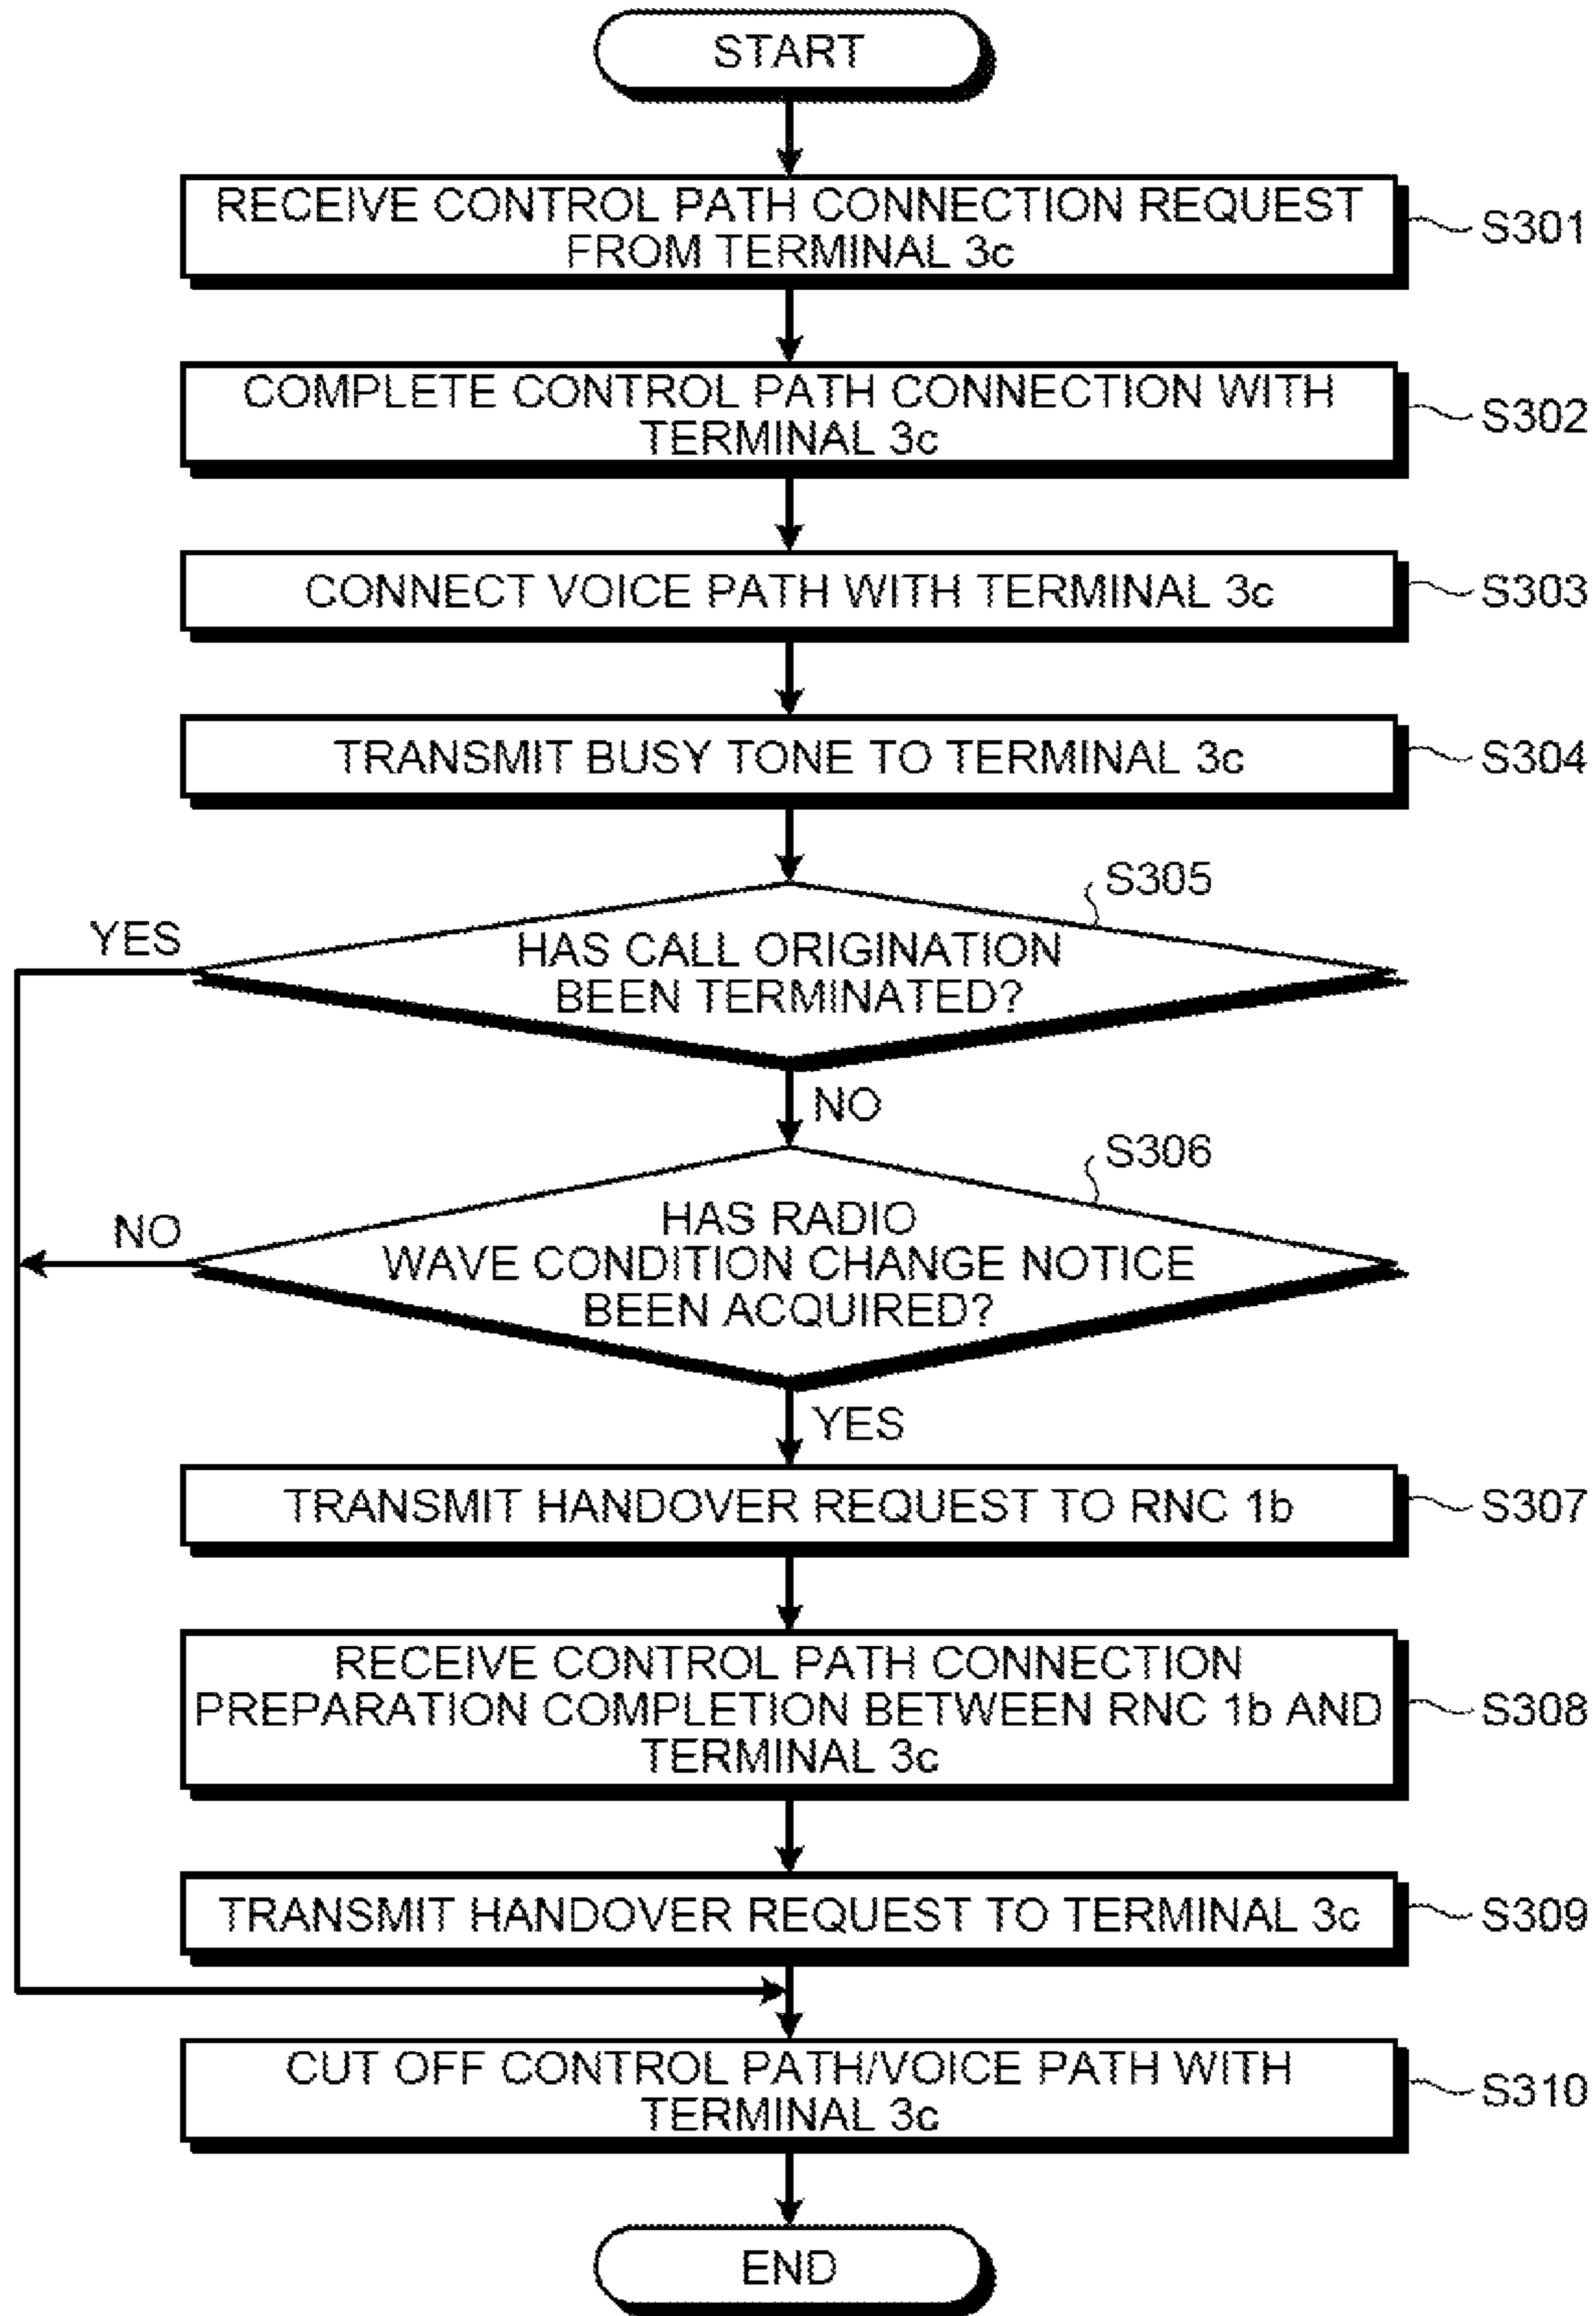 START
RECEIVE CONTROL PATH CONNECTION REQUEST
FROM TERMINAL 3c
S301
COMPLETE CONTROL PATH CONNECTION WITH
TERMINAL 3c
S302
CONNECT VOICE PATH WITH TERMINAL 3c
S303
TRANSMIT BUSY TONE TO TERMINAL 3c
S304
S305
YES
HAS CALL ORIGINATION
BEEN TERMINATED?
NO
S306
NO
HAS RADIO
WAVE CONDITION CHANGE NOTICE
BEEN ACQUIRED?
YES
TRANSMIT HANDOVER REQUEST TO RNC 1b
S307
RECEIVE CONTROL PATH CONNECTION
PREPARATION COMPLETION BETWEEN RNC 1b AND
TERMINAL 3c
S308
TRANSMIT HANDOVER REQUEST TO TERMINAL 3c
S309
CUT OFF CONTROL PATH/VOICE PATH WITH
TERMINAL 3c
S310
END